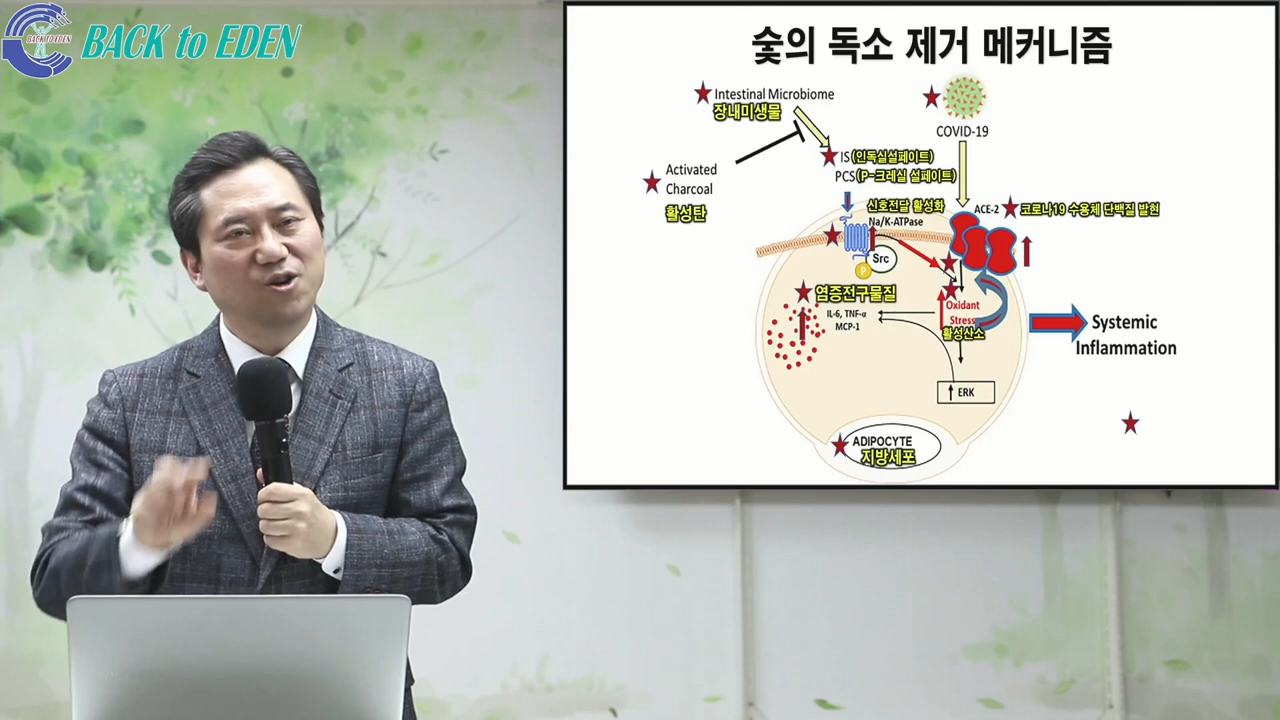 BACK to EDEN
BACK TO EDEN
숯의 독소 제거 메커니즘
Intestinal Microbiome
장내미생물
COVID-19
Activated
Charcoal
활성탄
IS(인독실설페이트)
PCS(P-크레실 설페이트)
신호전달 활성화
Na/K-ATPase
ACE-2
코로나19 수용체 단백질 발현
Src
P
염증전구물질
IL-6, TNF-α
MCP-1
Oxidant
Stress
활성산소
Systemic
Inflammation
ERK
ADIPOCYTE
지방세포